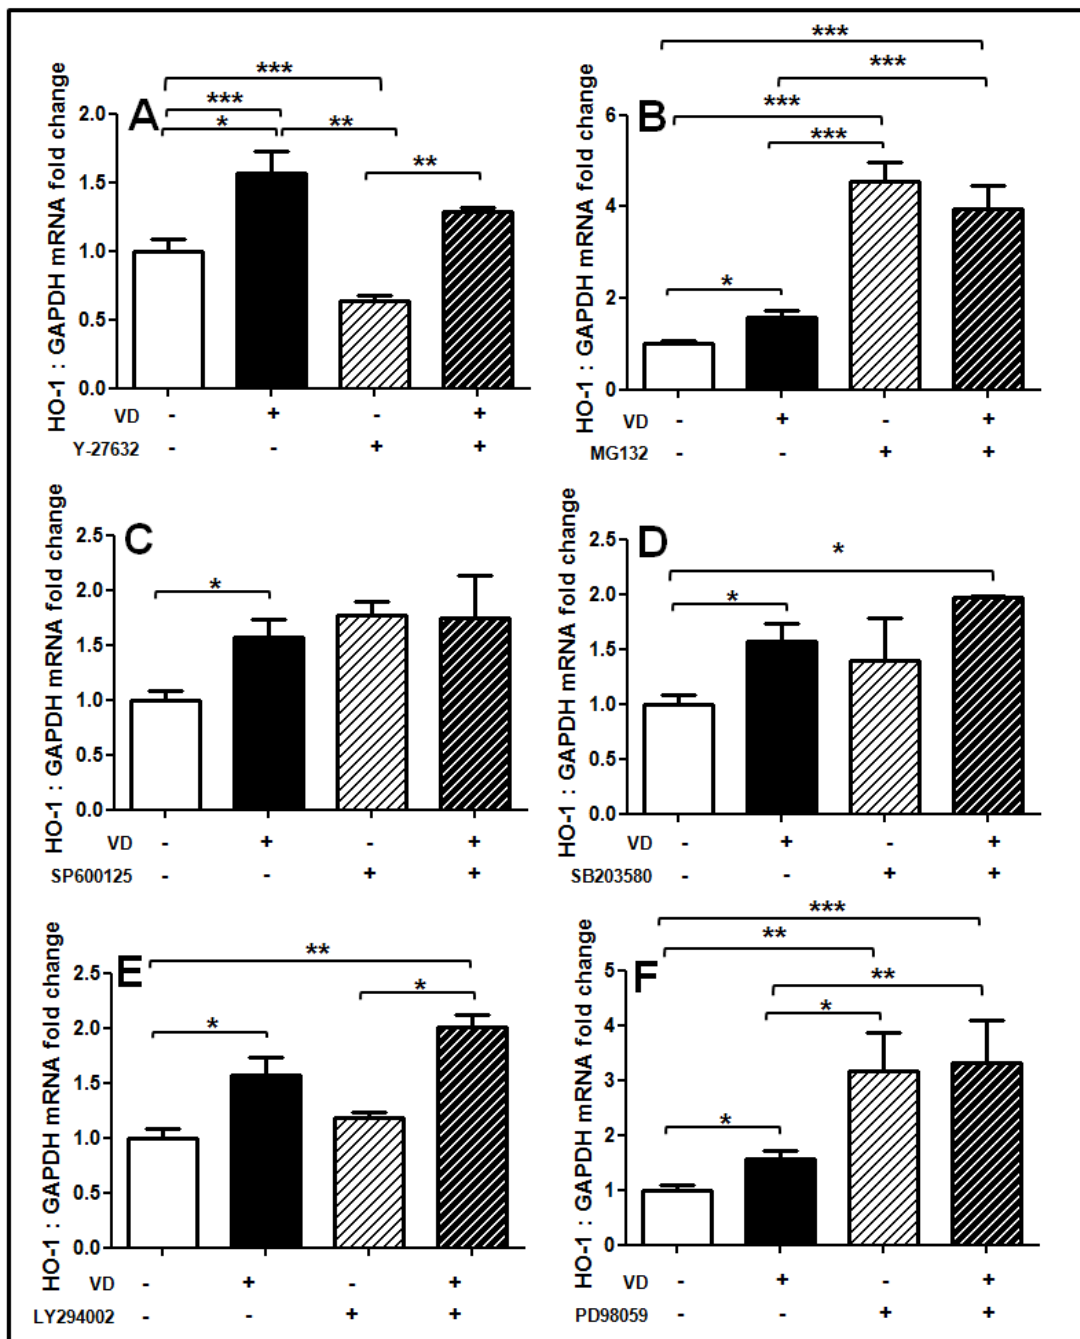 A
HO-1 : GAPDH mRNA fold change
2.0
1.5
1.0
0.5
0.0
***
***
*
**
**
VD - + - +
Y-27632 - - + +
B
HO-1 : GAPDH mRNA fold change
6
4
2
0
***
***
***
***
*
VD - + - +
MG132 - - + +
C
HO-1 : GAPDH mRNA fold change
2.5
2.0
1.5
1.0
0.5
0.0
*
VD - + - +
SP600125 - - + +
D
HO-1 : GAPDH mRNA fold change
2.5
2.0
1.5
1.0
0.5
0.0
*
*
VD - + - +
SB203580 - - + +
E
HO-1 : GAPDH mRNA fold change
2.5
2.0
1.5
1.0
0.5
0.0
**
*
*
VD - + - +
LY294002 - - + +
F
HO-1 : GAPDH mRNA fold change
5
4
3
2
1
0
***
**
**
*
*
VD - + - +
PD98059 - - + +